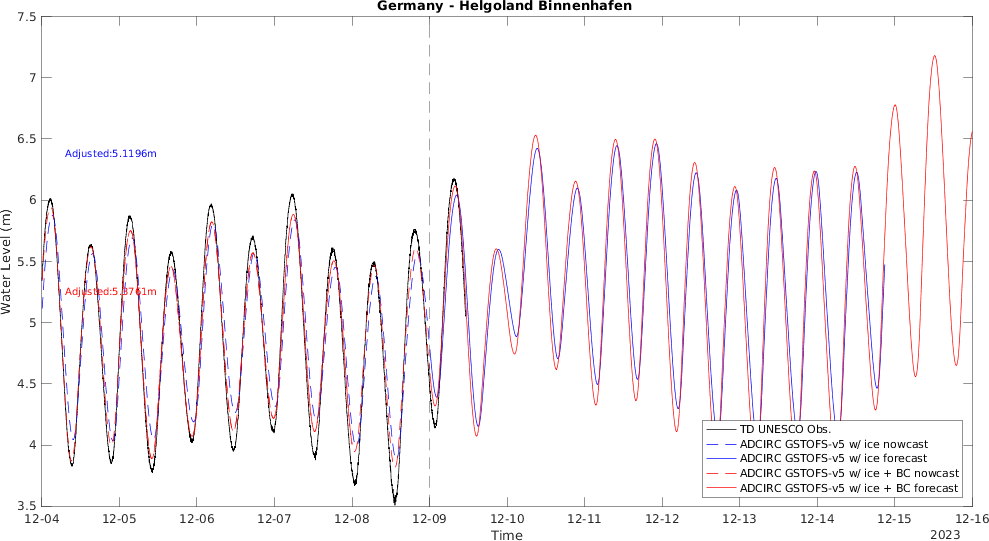 Germany - Helgoland Binnenhafen
7.5
7
6.5
6
5.5
5
4.5
4
3.5
Water Level (m)
Adjusted:5.1196m
Adjusted:5.3761m
TD UNESCO Obs.
ADCIRC GSTOFS-v5 w/ ice nowcast
ADCIRC GSTOFS-v5 w/ ice forecast
ADCIRC GSTOFS-v5 w/ ice + BC nowcast
ADCIRC GSTOFS-v5 w/ ice + BC forecast
12-04 12-05 12-06 12-07 12-08 12-09 12-10 12-11 12-12 12-13 12-14 12-15 12-16
Time
2023